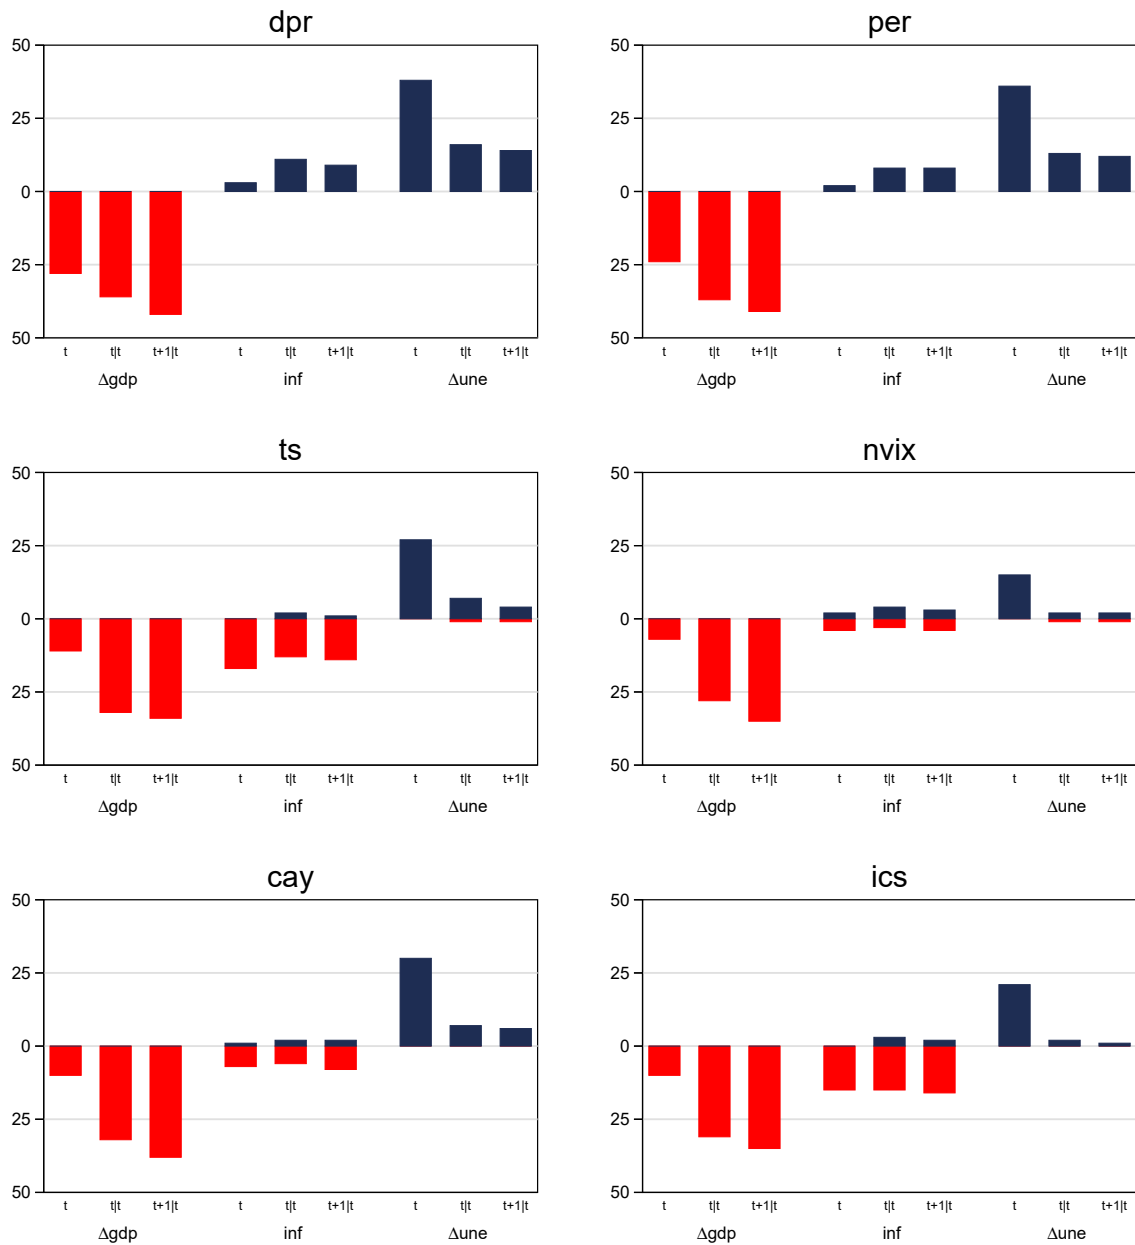 dpr per
50 50
25 25
0 0
25 25
50 50
t t|t t+1|t t t|t t+1|t t t|t t+1|t t t|t t+1|t t t|t t+1|t t t|t t+1|t
Δgdp inf Δune Δgdp inf Δune
ts nvix
50 50
25 25
0 0
25 25
50 50
t t|t t+1|t t t|t t+1|t t t|t t+1|t t t|t t+1|t t t|t t+1|t t t|t t+1|t
Δgdp inf Δune Δgdp inf Δune
cay ics
50 50
25 25
0 0
25 25
50 50
t t|t t+1|t t t|t t+1|t t t|t t+1|t t t|t t+1|t t t|t t+1|t t t|t t+1|t
Δgdp inf Δune Δgdp inf Δune